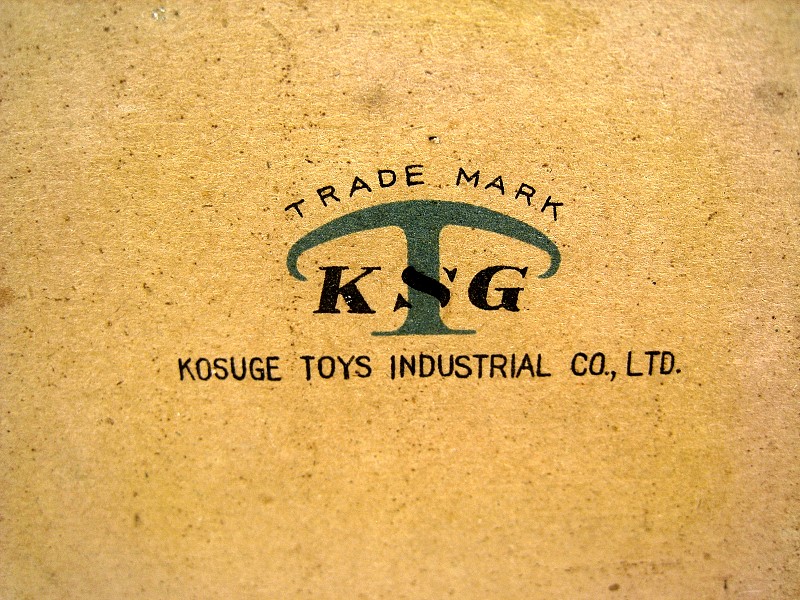 TRADE MARK
T
KSG
KOSUGE TOYS INDUSTRIAL CO., LTD.